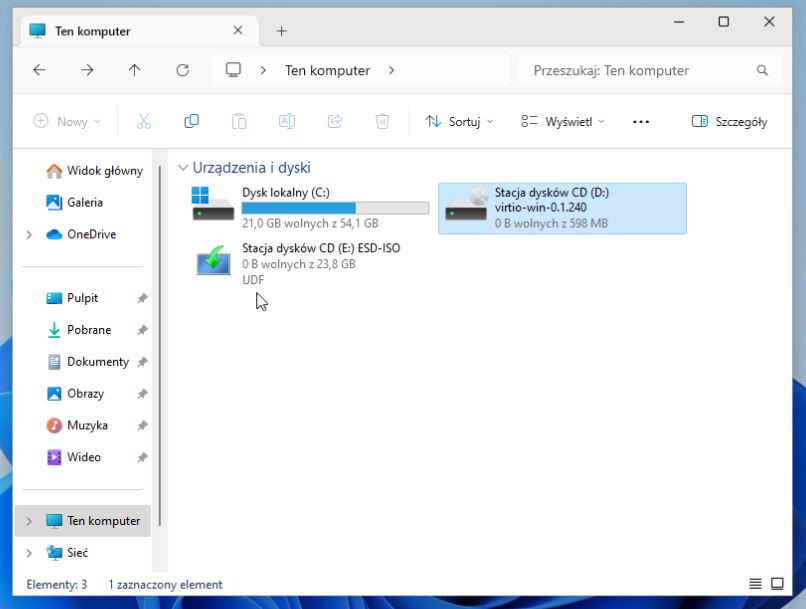 Ten komputer
Ten komputer
Przeszukaj: Ten komputer
Nowy
A
Sortuj
Wyświetl
Szczegóły
Widok główny
Galeria
OneDrive
Pulpit
Pobrane
Dokumenty
Obrazy
Muzyka
Wideo
Ten komputer
Sieć
Urządzenia i dyski
Dysk lokalny (C:)
21,0 GB wolnych z 54,1 GB
Stacja dysków CD (D:)
virtio-win-0.1.240
0 B wolnych z 598 MB
Stacja dysków CD (E:) ESD-ISO
0 B wolnych z 23,8 GB
UDF
Elementy: 3 1 zaznaczony element